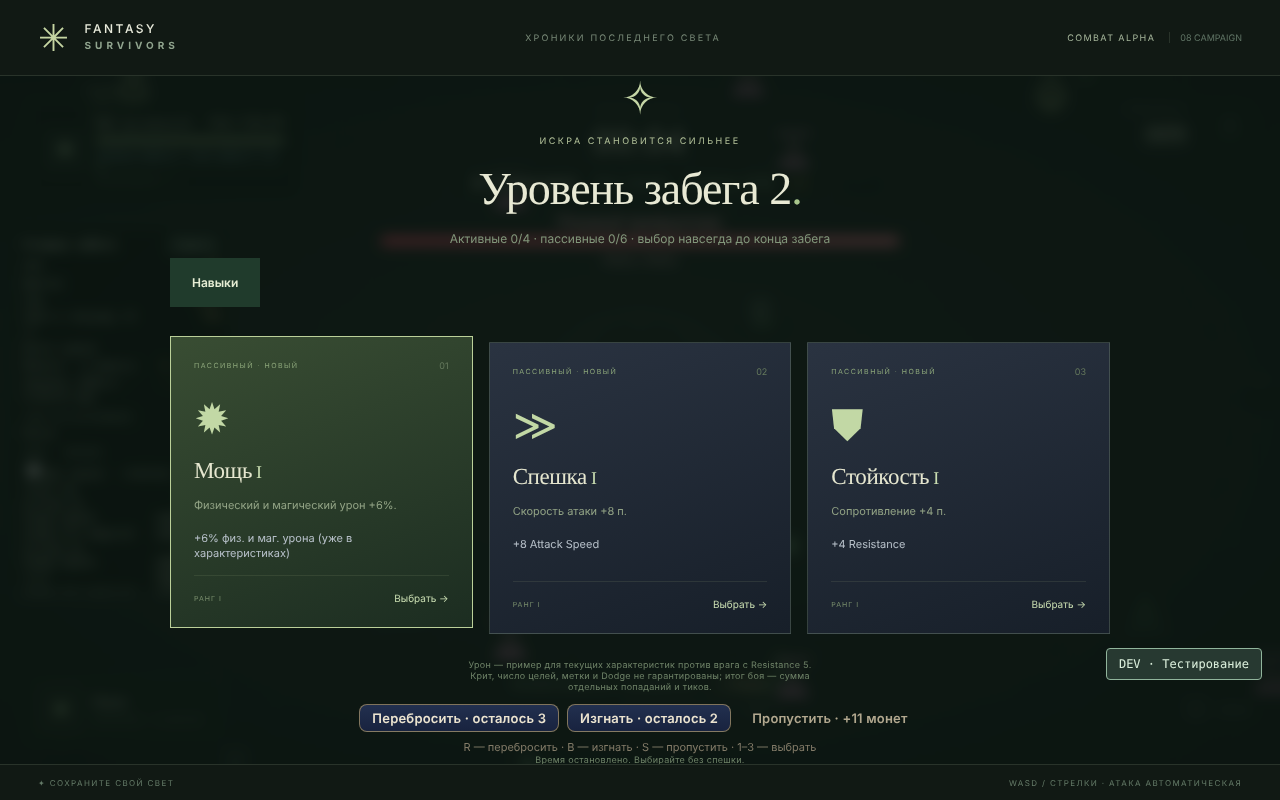 FANTASY
SURVIVORS
ХРОНИКИ ПОСЛЕДНЕГО СВЕТА
COMBAT ALPHA
08 CAMPAIGN
ИСКРА СТАНОВИТСЯ СИЛЬНЕЕ
Уровень забега 2.
Активные 0/4 · пассивные 0/6 · выбор навсегда до конца забега
Навыки
ПАССИВНЫЙ · НОВЫЙ
01
Мощь I
Физический и магический урон +6%.
+6% физ. и маг. урона (уже в
характеристиках)
РАНГ I
Выбрать →
ПАССИВНЫЙ · НОВЫЙ
02
Спешка I
Скорость атаки +8 п.
+8 Attack Speed
РАНГ I
Выбрать →
ПАССИВНЫЙ · НОВЫЙ
03
Стойкость I
Сопротивление +4 п.
+4 Resistance
РАНГ I
Выбрать →
DEV · Тестирование
Урон — пример для текущих характеристик против врага с Resistance 5.
Крит, число целей, метки и Dodge не гарантированы; итог боя — сумма
отдельных попаданий и тиков.
Перебросить · осталось 3
Изгнать · осталось 2
Пропустить · +11 монет
R — перебросить · B — изгнать · S — пропустить · 1–3 — выбрать
Время остановлено. Выбирайте без спешки.
✦ СОХРАНИТЕ СВОЙ СВЕТ
WASD / СТРЕЛКИ · АТАКА АВТОМАТИЧЕСКАЯ